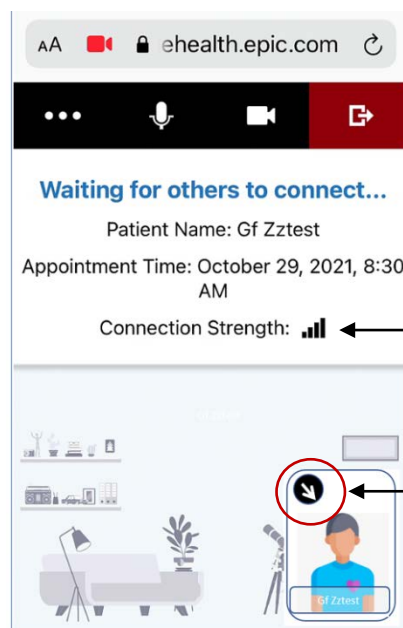 AA ehealth.epic.com
Waiting for others to connect...
Patient Name: Gf Zztest
Appointment Time: October 29, 2021, 8:30
AM
Connection Strength:
Gf Zztest